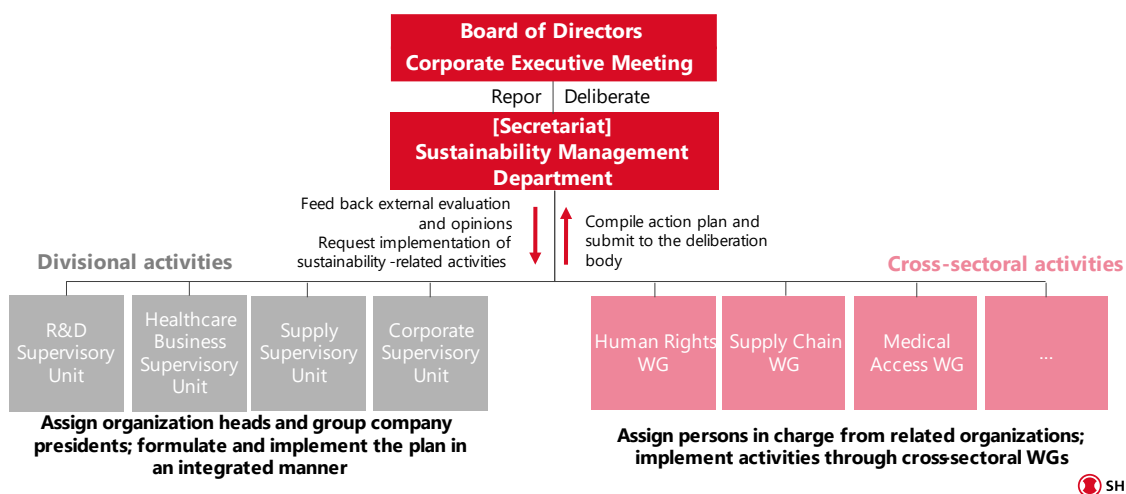 Board of Directors
Corporate Executive Meeting
Repor Deliberate
[Secretariat]
Sustainability Management
Department
Feed back external evaluation
and opinions
Request implementation of
sustainability -related activities
Compile action plan and
submit to the deliberation
body
Divisional activities
Cross-sectoral activities
R&D
Supervisory
Unit
Healthcare
Business
Supervisory
Unit
Supply
Supervisory
Unit
Corporate
Supervisory
Unit
Human Rights
WG
Supply Chain
WG
Medical
Access WG
...
Assign organization heads and group company
presidents; formulate and implement the plan in
an integrated manner
Assign persons in charge from related organizations;
implement activities through cross-sectoral WGs
SH